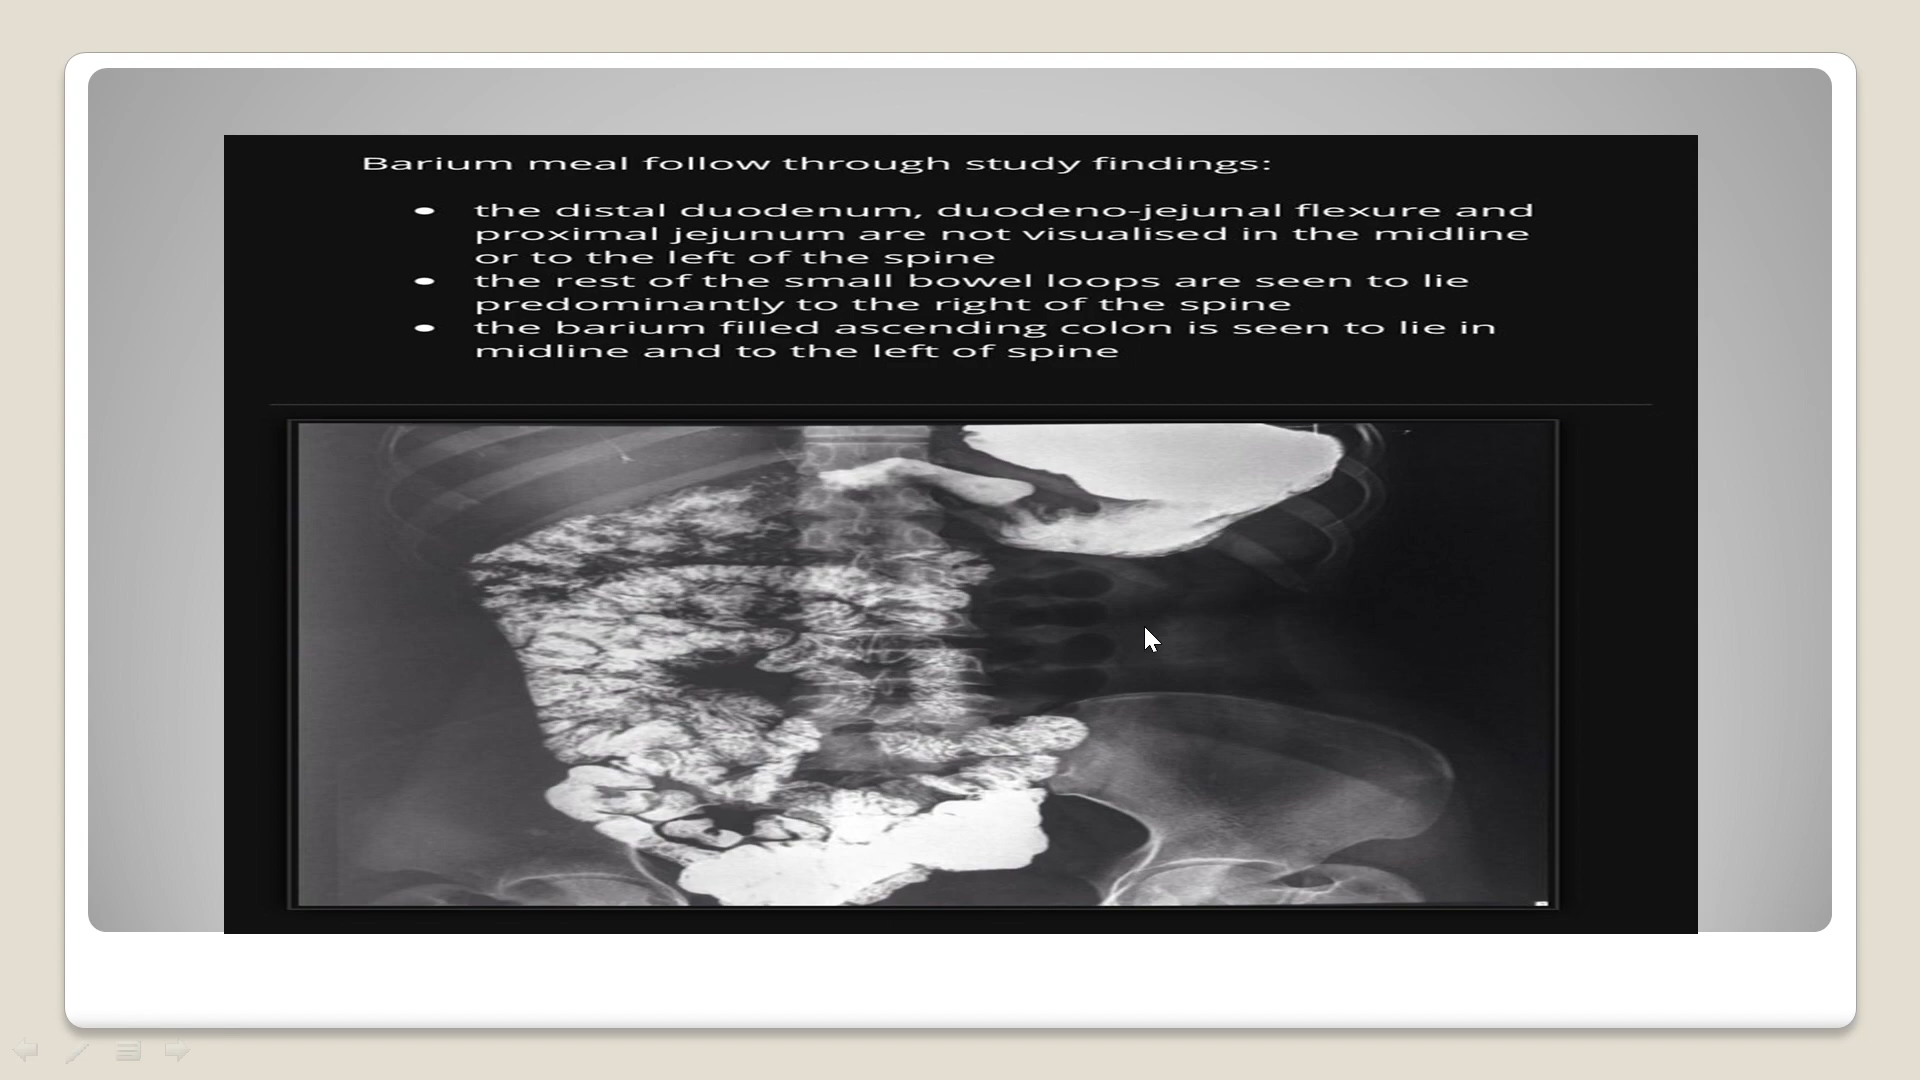 Barium meal follow through study findings:
● the distal duodenum, duodeno-jejunal flexure and
proximal jejunum are not visualised in the midline
or to the left of the spine
● the rest of the small bowel loops are seen to lie
predominantly to the right of the spine
● the barium filled ascending colon is seen to lie in
midline and to the left of spine